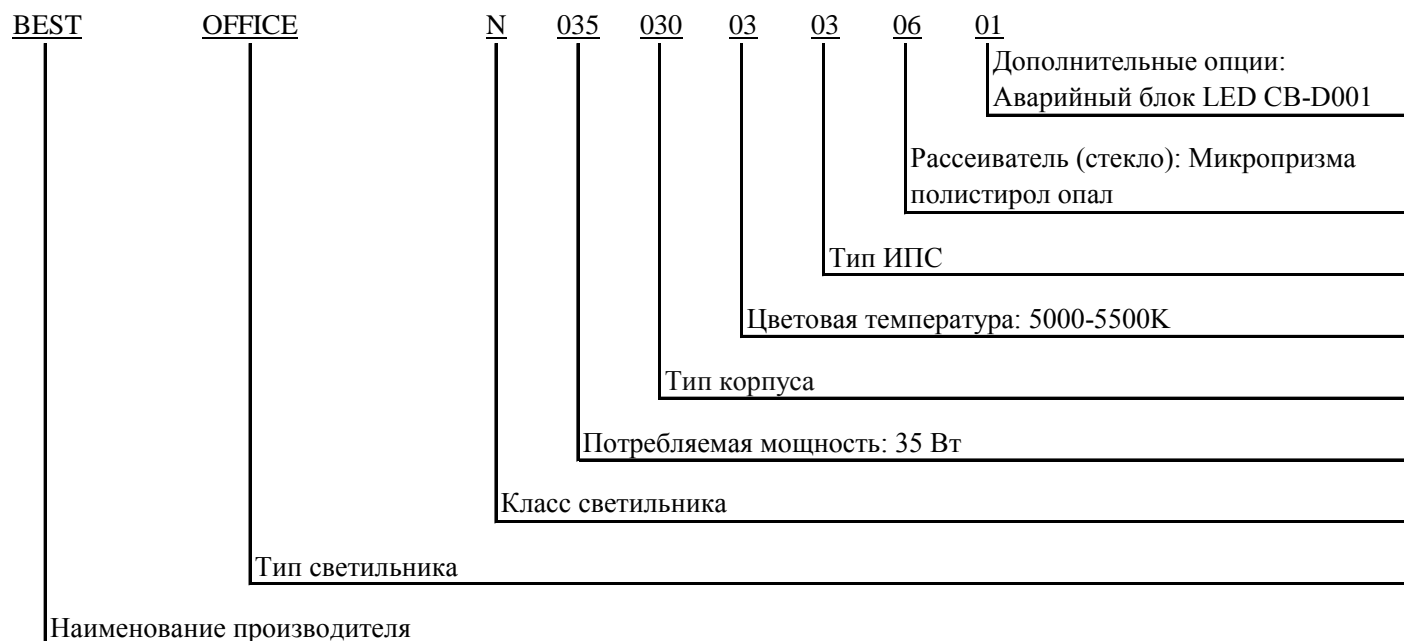 BEST OFFICE N 035 030 03 03 06 01
Дополнительные опции:
Аварийный блок LED CB-D001
Рассеиватель (стекло): Микропризма
полистирол опал
Тип ИПС
Цветовая температура: 5000-5500K
Тип корпуса
Потребляемая мощность: 35 Вт
Класс светильника
Тип светильника
Наименование производителя